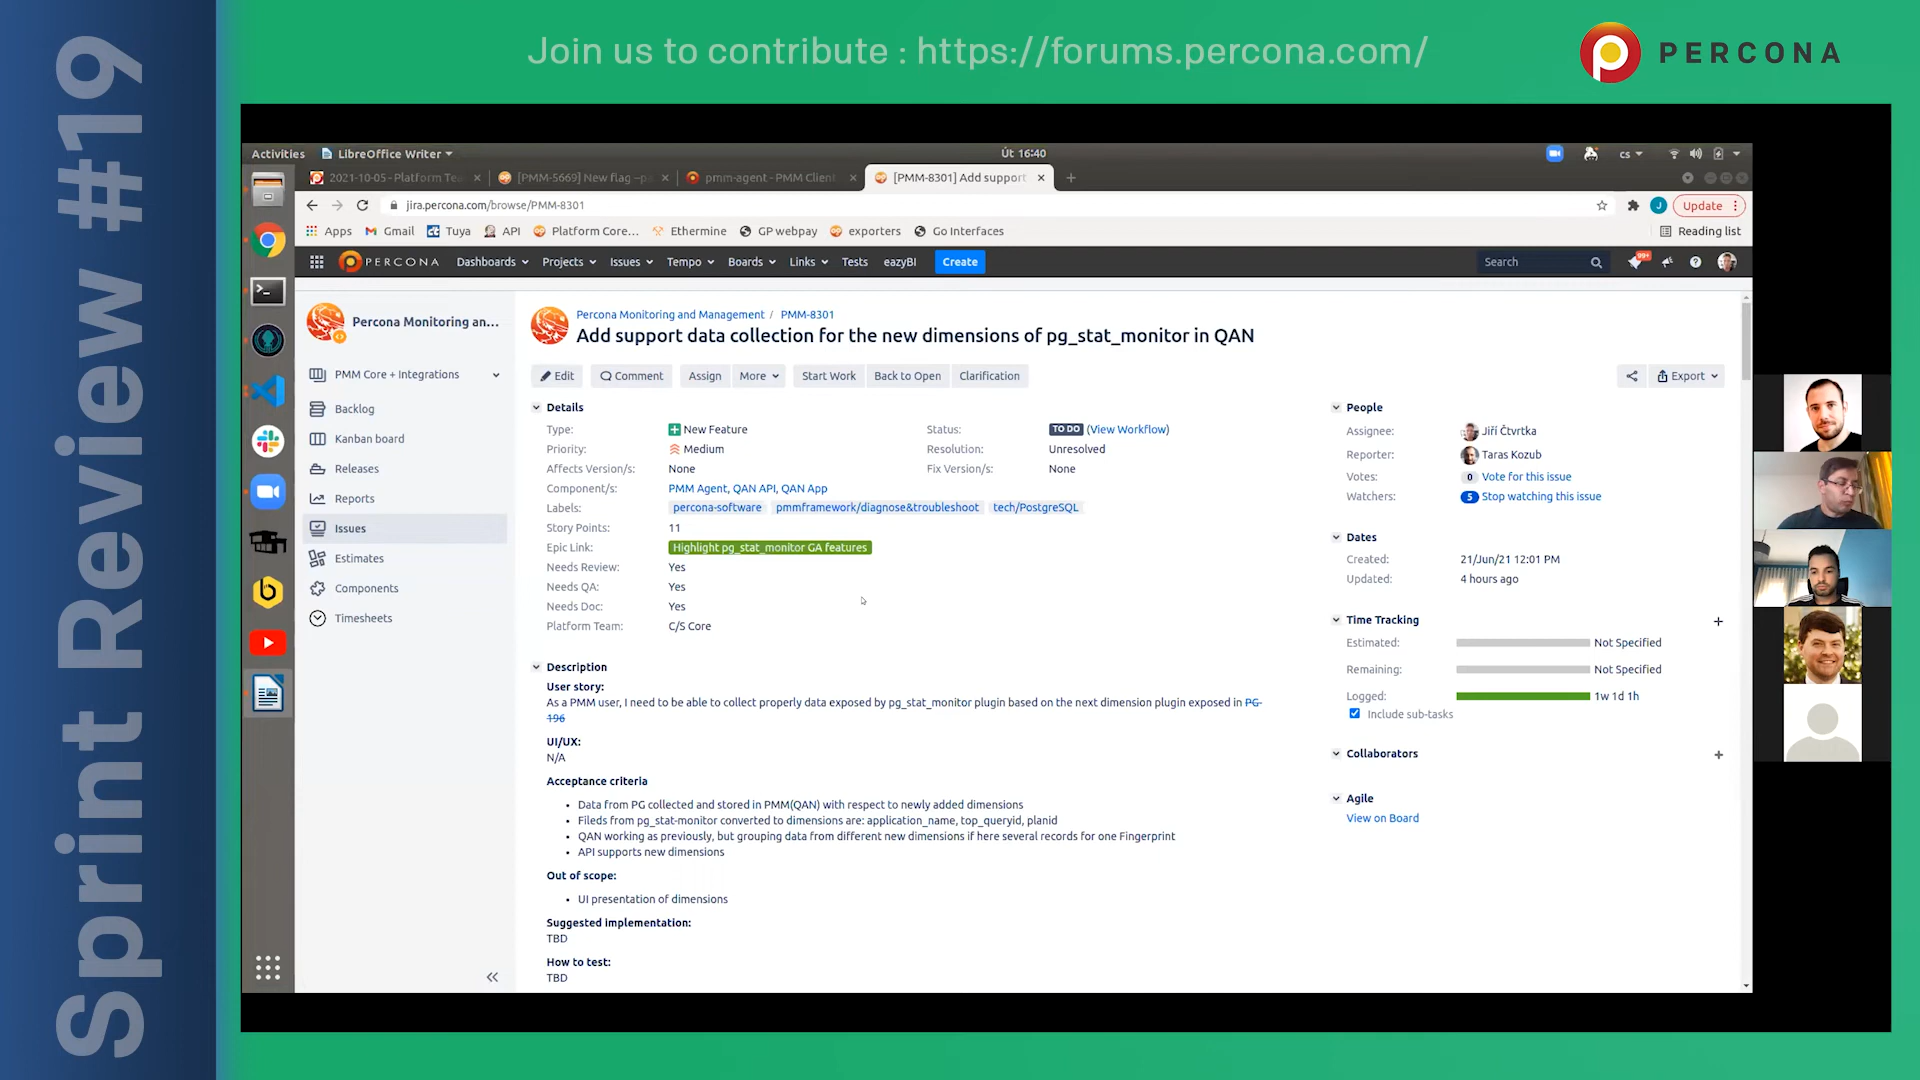 Sprint Review #19
Join us to contribute : https://forums.percona.com/
PERCONA
Activities LibreOffice Writer Út 16:40 cs
2021-10-05 - Platform Tea [PMM-5669] New flag –p pmm-agent - PMM Client [PMM-8301] Add support
jira.percona.com/browse/PMM-8301 J Update
Apps Gmail Tuya API Platform Core... Ethermine GP webpay exporters Go Interfaces Reading list
PERCONA Dashboards Projects Issues Tempo Boards Links Tests eazyBI Create Search 99+
Percona Monitoring an...
PMM Core + Integrations
Backlog
Kanban board
Releases
Reports
Issues
Estimates
Components
Timesheets
Percona Monitoring and Management / PMM-8301
Add support data collection for the new dimensions of pg_stat_monitor in QAN
Edit Comment Assign More Start Work Back to Open Clarification Export
Details
Type: New Feature Status: TO DO (View Workflow)
Priority: Medium Resolution: Unresolved
Affects Version/s: None Fix Version/s: None
Component/s: PMM Agent, QAN API, QAN App
Labels: percona-software pmmframework/diagnose&troubleshoot tech/PostgreSQL
Story Points: 11
Epic Link: Highlight pg_stat_monitor GA features
Needs Review: Yes
Needs QA: Yes
Needs Doc: Yes
Platform Team: C/S Core
Description
User story:
As a PMM user, I need to be able to collect properly data exposed by pg_stat_monitor plugin based on the next dimension plugin exposed in PG-
196
UI/UX:
N/A
Acceptance criteria
• Data from PG collected and stored in PMM(QAN) with respect to newly added dimensions
• Fileds from pg_stat-monitor converted to dimensions are: application_name, top_queryid, planid
• QAN working as previously, but grouping data from different new dimensions if here several records for one Fingerprint
• API supports new dimensions
Out of scope:
• UI presentation of dimensions
Suggested implementation:
TBD
How to test:
TBD
People
Assignee: Jiří Čtvrtka
Reporter: Taras Kozub
Votes: 0 Vote for this issue
Watchers: 5 Stop watching this issue
Dates
Created: 21/Jun/21 12:01 PM
Updated: 4 hours ago
Time Tracking
Estimated: Not Specified
Remaining: Not Specified
Logged: 1w 1d 1h
Include sub-tasks
Collaborators
Agile
View on Board